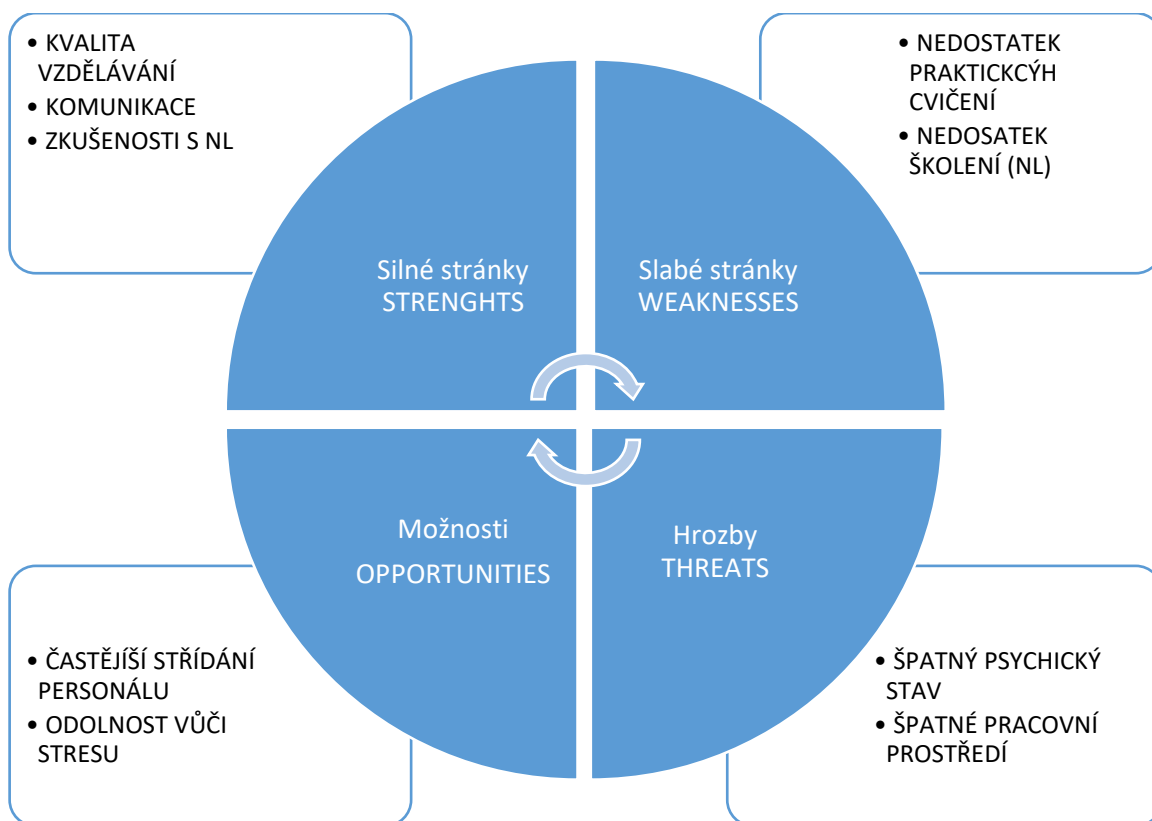 • KVALITA
VZDĚLÁVÁNÍ
• KOMUNIKACE
• ZKUŠENOSTI S NL
• NEDOSTATEK
PRAKTICKCÝH
CVIČENÍ
• NEDOSATEK
ŠKOLENÍ (NL)
Silné stránky
STRENGHTS
Slabé stránky
WEAKNESSES
Možnosti
OPPORTUNITIES
Hrozby
THREATS
• ČASTĚJÍŠÍ STŘÍDÁNÍ
PERSONÁLU
• ODOLNOST VŮČI
STRESU
• ŠPATNÝ PSYCHICKÝ
STAV
• ŠPATNÉ PRACOVNÍ
PROSTŘEDÍ